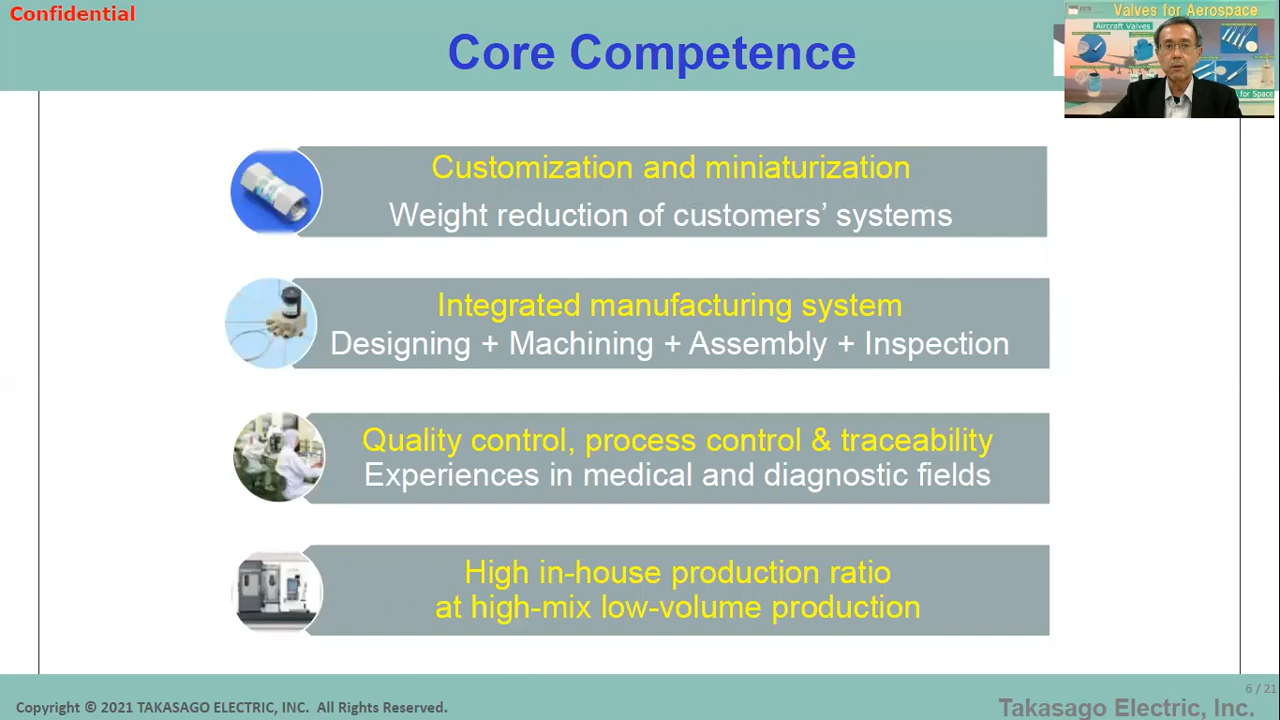 Confidential
Valves for Aerospace
Aircraft Valves
Core Competence
for Space
Customization and miniaturization
Weight reduction of customers’ systems
Integrated manufacturing system
Designing + Machining + Assembly + Inspection
Quality control, process control & traceability
Experiences in medical and diagnostic fields
High in-house production ratio
at high-mix low-volume production
6 / 21
Copyright © 2021 TAKASAGO ELECTRIC, INC. All Rights Reserved.
Takasago Electric, Inc.